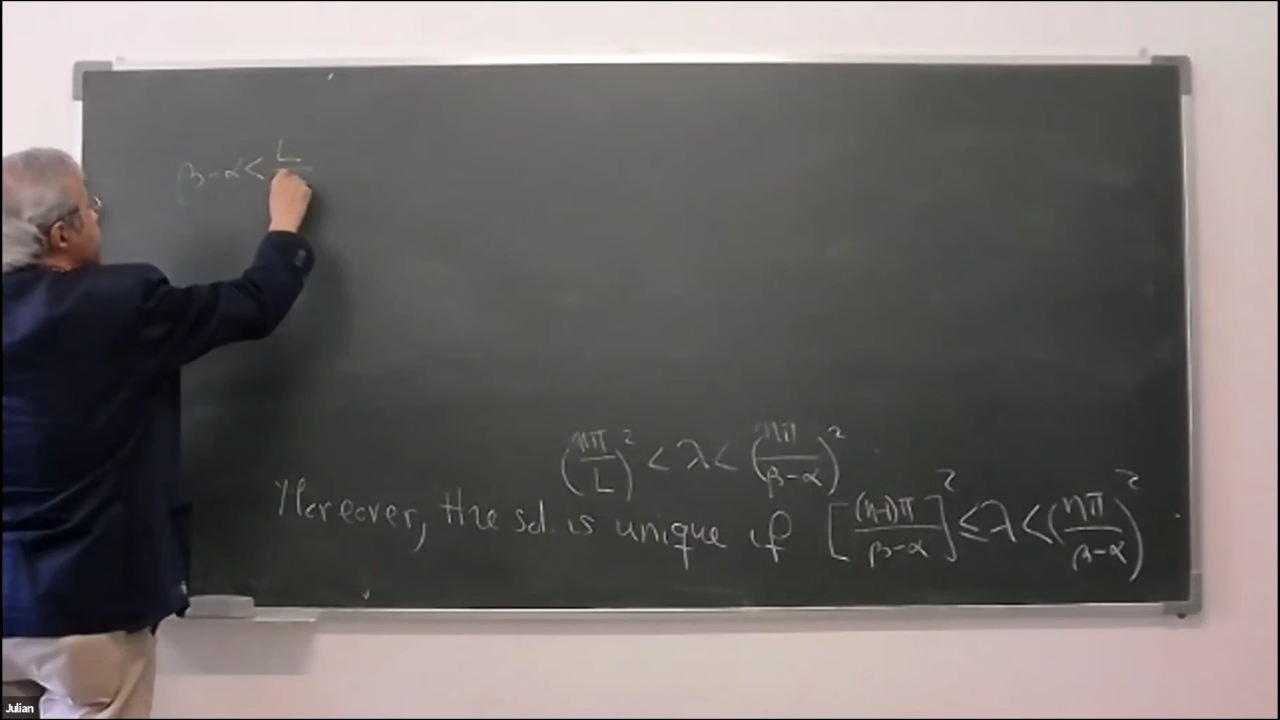 β-α < L
(nπ/L)² < λ < (nπ/(β-α))²
Moreover, the sol. is unique if [(n-1)π/(β-α)]² ≤ λ < (nπ/(β-α))².
Julian